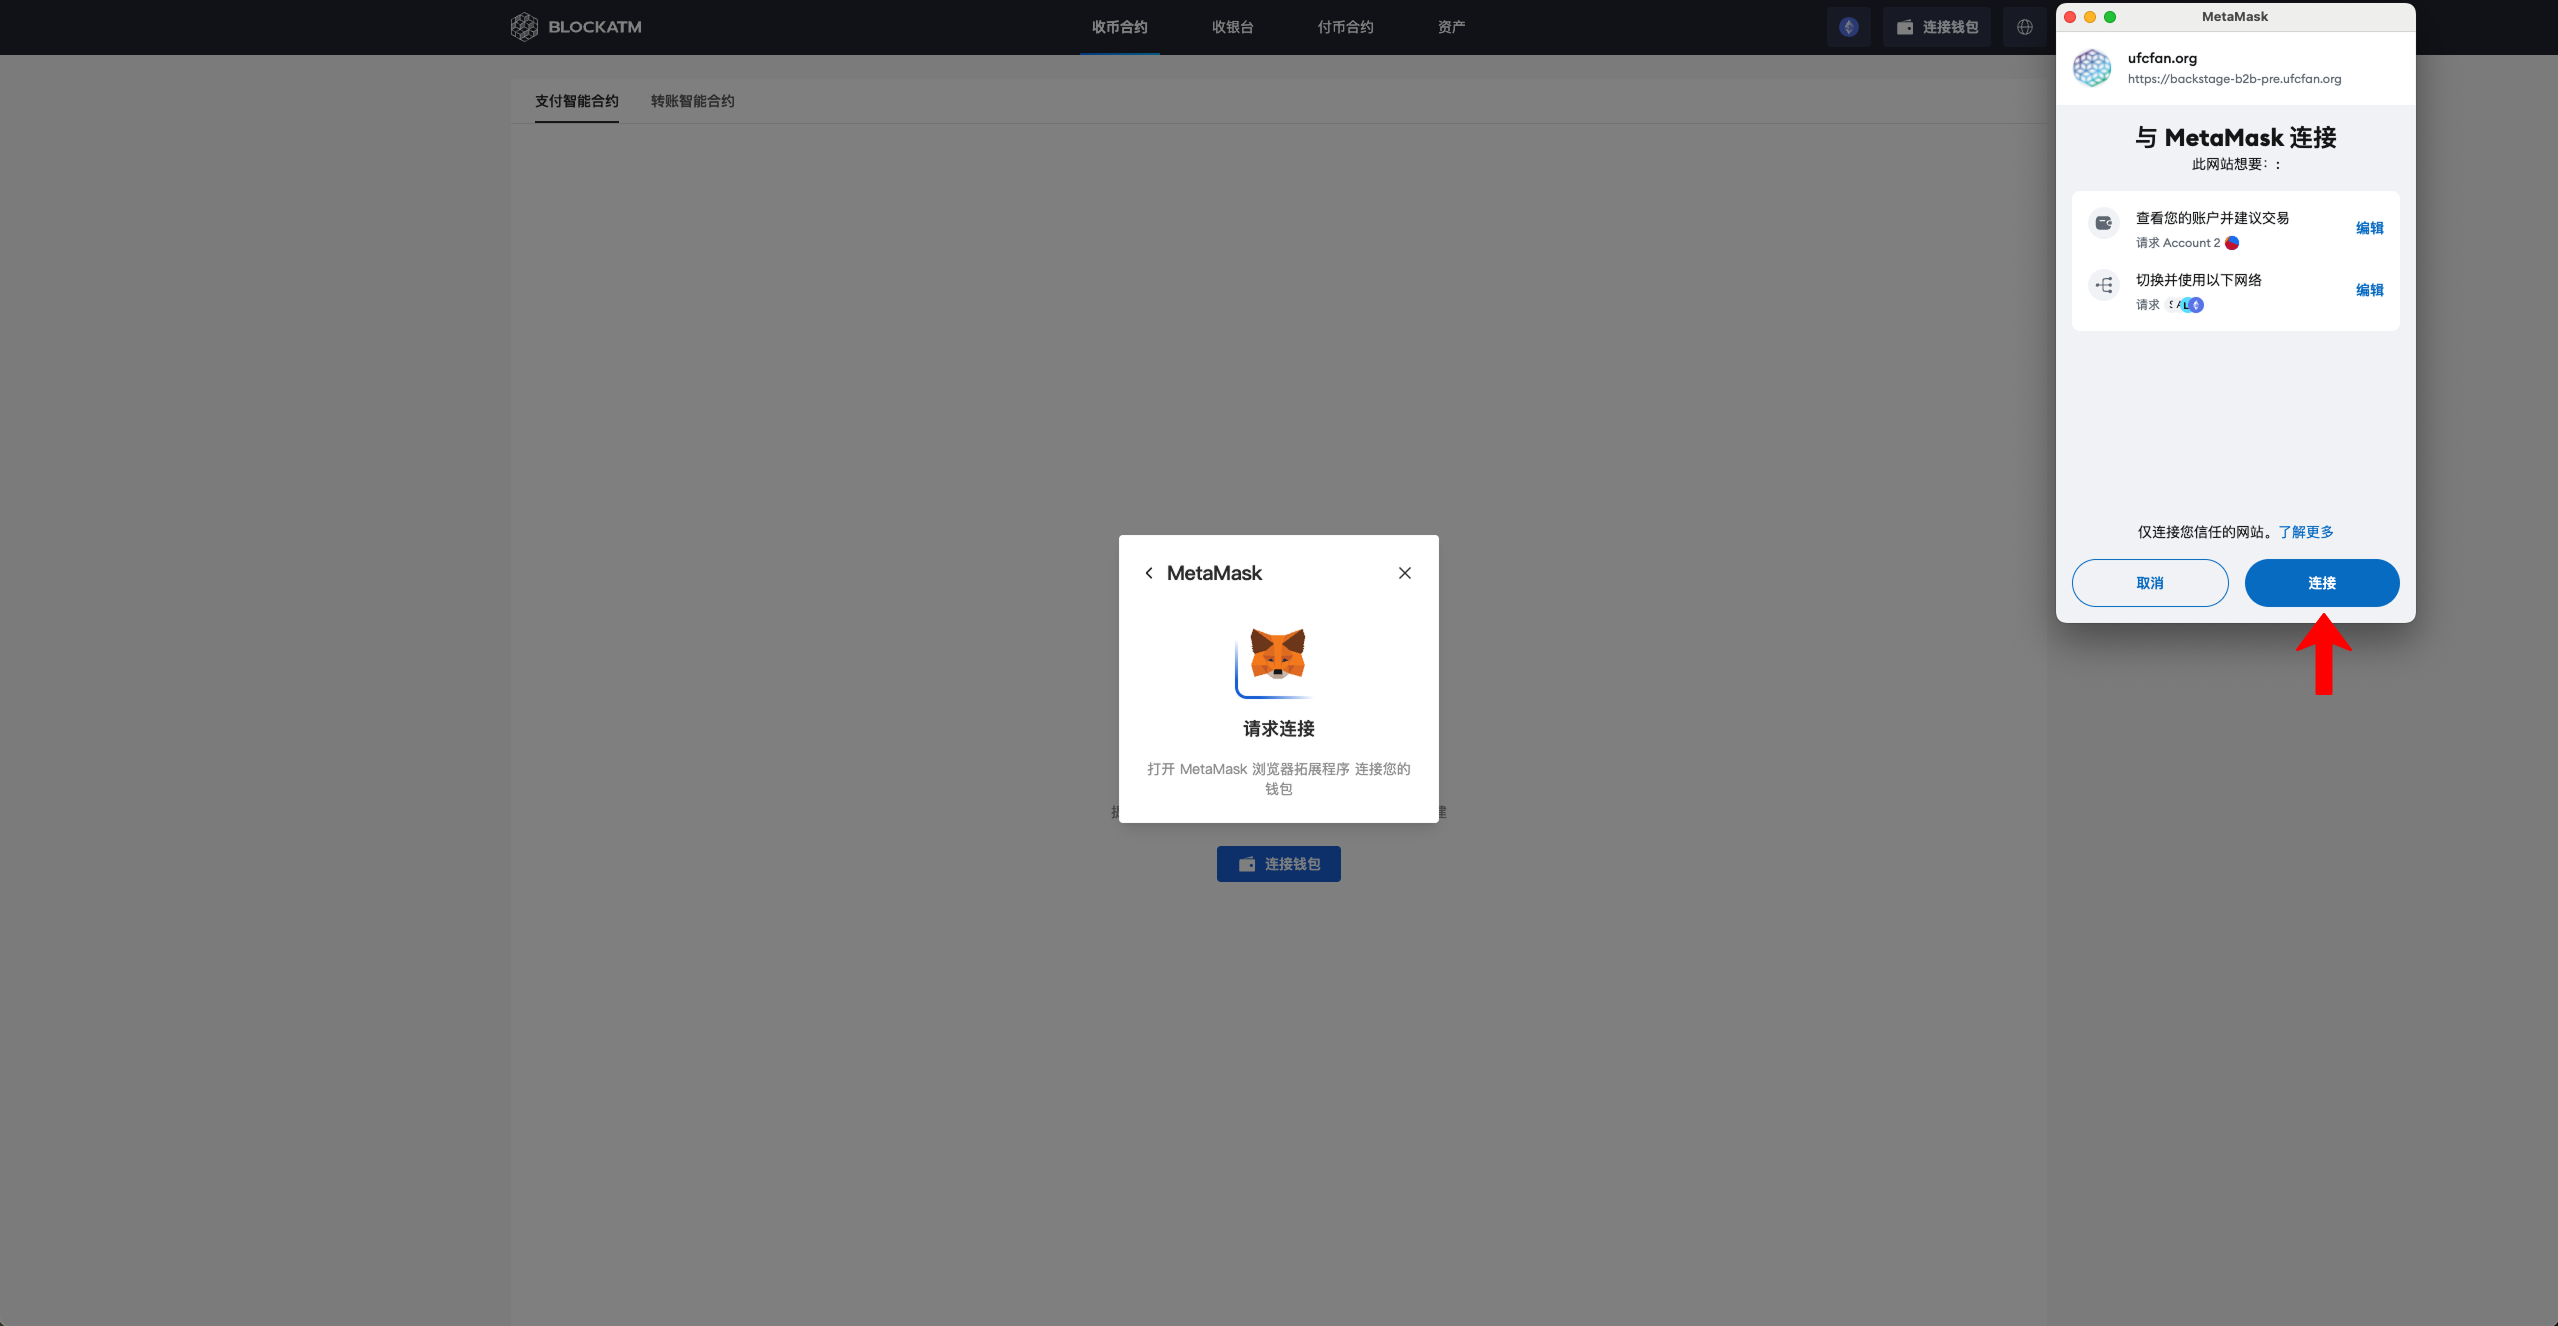 BLOCKATM
收币合约
收银台
付币合约
资产
连接钱包
支付智能合约
转账智能合约
MetaMask
ufcfan.org
https://backstage-b2b-pre.ufcfan.org
与 MetaMask 连接
此网站想要：:
查看您的账户并建议交易
请求 Account 2
编辑
切换并使用以下网络
请求
编辑
仅连接您信任的网站。了解更多
取消
连接
MetaMask
请求连接
打开 MetaMask 浏览器拓展程序 连接您的
钱包
连接钱包